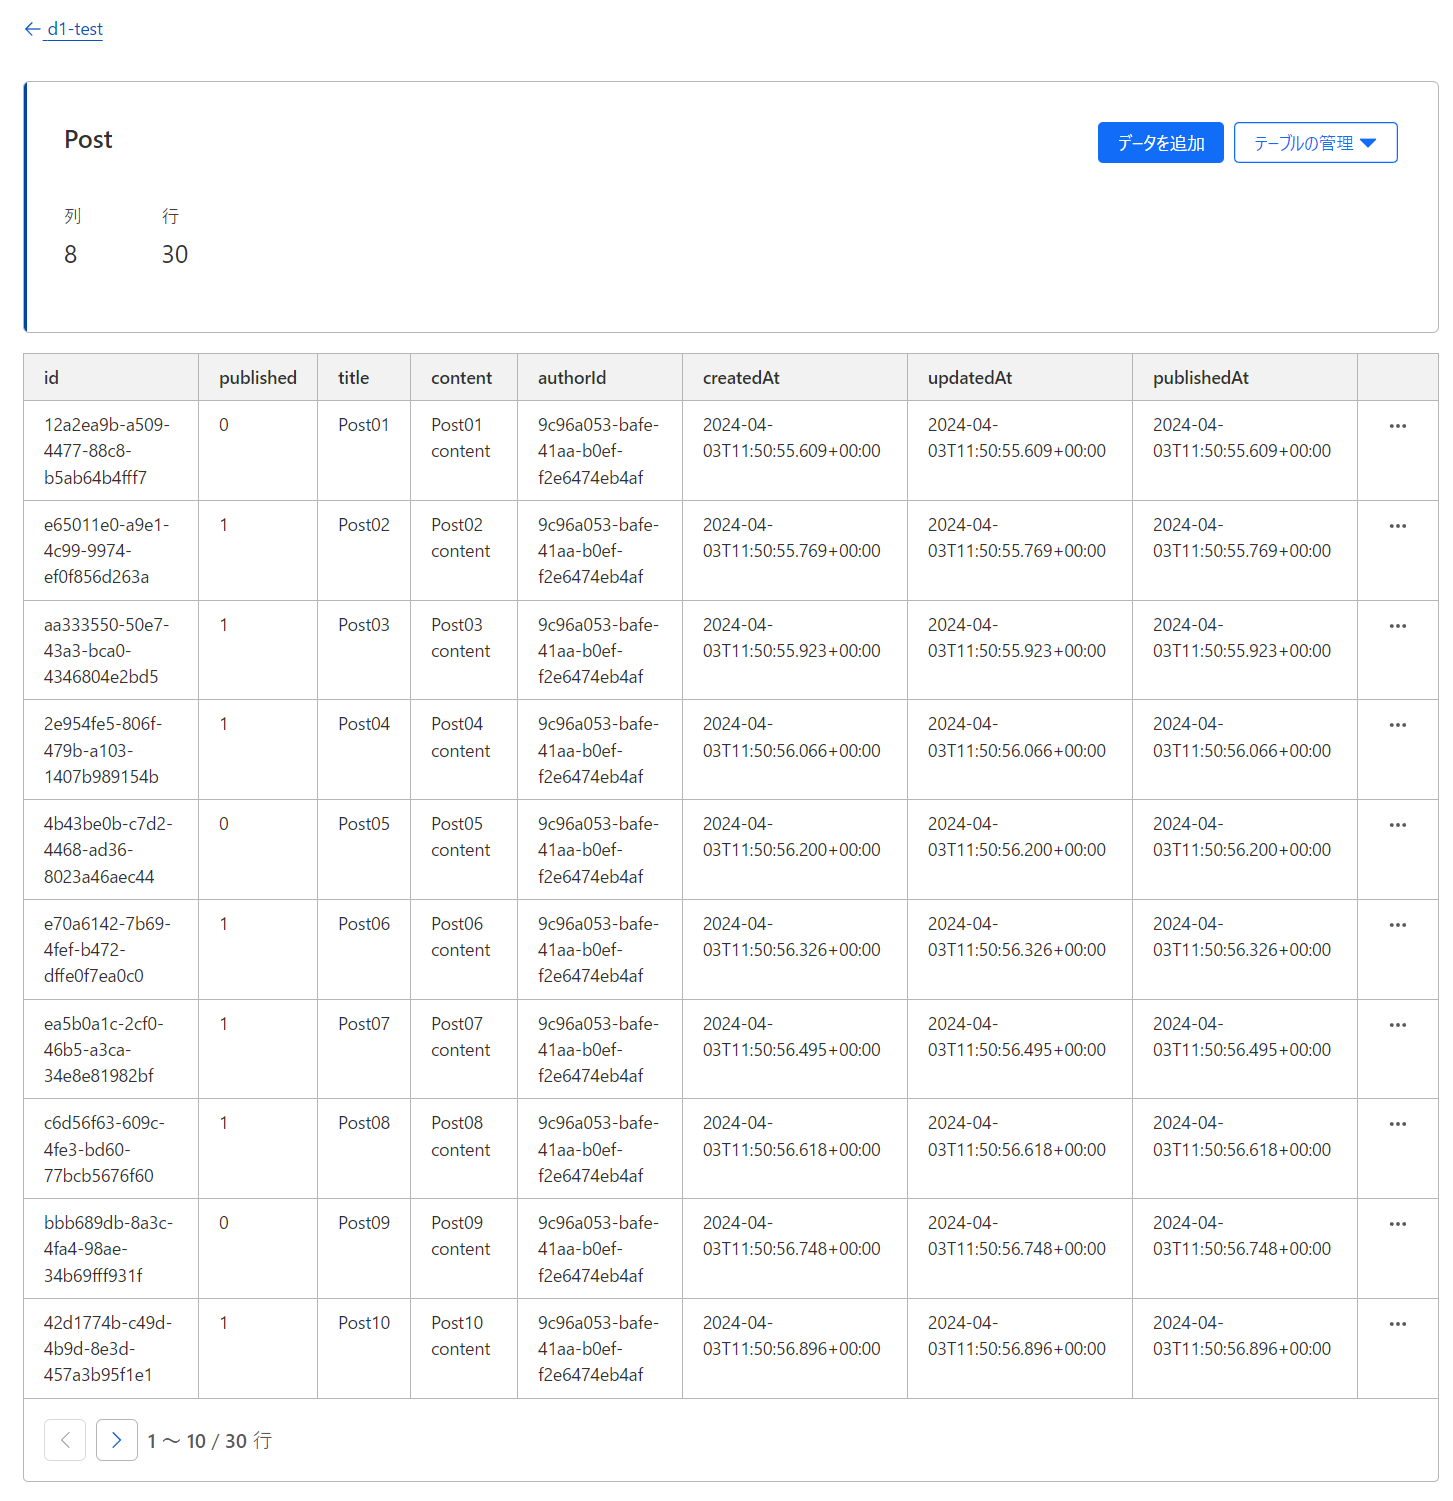 ← d1-test
Post
データを追加
テーブルの管理
列
行
8
30
id published title content authorId createdAt updatedAt publishedAt
12a2ea9b-a509- 0 Post01 Post01 9c96a053-bafe- 2024-04- 2024-04- 2024-04-
4477-88c8- content 41aa-b0ef- 03T11:50:55.609+00:00 03T11:50:55.609+00:00 03T11:50:55.609+00:00
b5ab64b4fff7 f2e6474eb4af
e65011e0-a9e1- 1 Post02 Post02 9c96a053-bafe- 2024-04- 2024-04- 2024-04-
4c99-9974- content 41aa-b0ef- 03T11:50:55.769+00:00 03T11:50:55.769+00:00 03T11:50:55.769+00:00
ef0f856d263a f2e6474eb4af
aa333550-50e7- 1 Post03 Post03 9c96a053-bafe- 2024-04- 2024-04- 2024-04-
43a3-bca0- content 41aa-b0ef- 03T11:50:55.923+00:00 03T11:50:55.923+00:00 03T11:50:55.923+00:00
4346804e2bd5 f2e6474eb4af
2e954fe5-806f- 1 Post04 Post04 9c96a053-bafe- 2024-04- 2024-04- 2024-04-
479b-a103- content 41aa-b0ef- 03T11:50:56.066+00:00 03T11:50:56.066+00:00 03T11:50:56.066+00:00
1407b989154b f2e6474eb4af
4b43be0b-c7d2- 0 Post05 Post05 9c96a053-bafe- 2024-04- 2024-04- 2024-04-
4468-ad36- content 41aa-b0ef- 03T11:50:56.200+00:00 03T11:50:56.200+00:00 03T11:50:56.200+00:00
8023a46aec44 f2e6474eb4af
e70a6142-7b69- 1 Post06 Post06 9c96a053-bafe- 2024-04- 2024-04- 2024-04-
4fef-b472- content 41aa-b0ef- 03T11:50:56.326+00:00 03T11:50:56.326+00:00 03T11:50:56.326+00:00
dffe0f7ea0c0 f2e6474eb4af
ea5b0a1c-2cf0- 1 Post07 Post07 9c96a053-bafe- 2024-04- 2024-04- 2024-04-
46b5-a3ca- content 41aa-b0ef- 03T11:50:56.495+00:00 03T11:50:56.495+00:00 03T11:50:56.495+00:00
34e8e81982bf f2e6474eb4af
c6d56f63-609c- 1 Post08 Post08 9c96a053-bafe- 2024-04- 2024-04- 2024-04-
4fe3-bd60- content 41aa-b0ef- 03T11:50:56.618+00:00 03T11:50:56.618+00:00 03T11:50:56.618+00:00
77bcb5676f60 f2e6474eb4af
bbb689db-8a3c- 0 Post09 Post09 9c96a053-bafe- 2024-04- 2024-04- 2024-04-
4fa4-98ae- content 41aa-b0ef- 03T11:50:56.748+00:00 03T11:50:56.748+00:00 03T11:50:56.748+00:00
34b69fff931f f2e6474eb4af
42d1774b-c49d- 1 Post10 Post10 9c96a053-bafe- 2024-04- 2024-04- 2024-04-
4b9d-8e3d- content 41aa-b0ef- 03T11:50:56.896+00:00 03T11:50:56.896+00:00 03T11:50:56.896+00:00
457a3b95f1e1 f2e6474eb4af
1 ～ 10 / 30 行